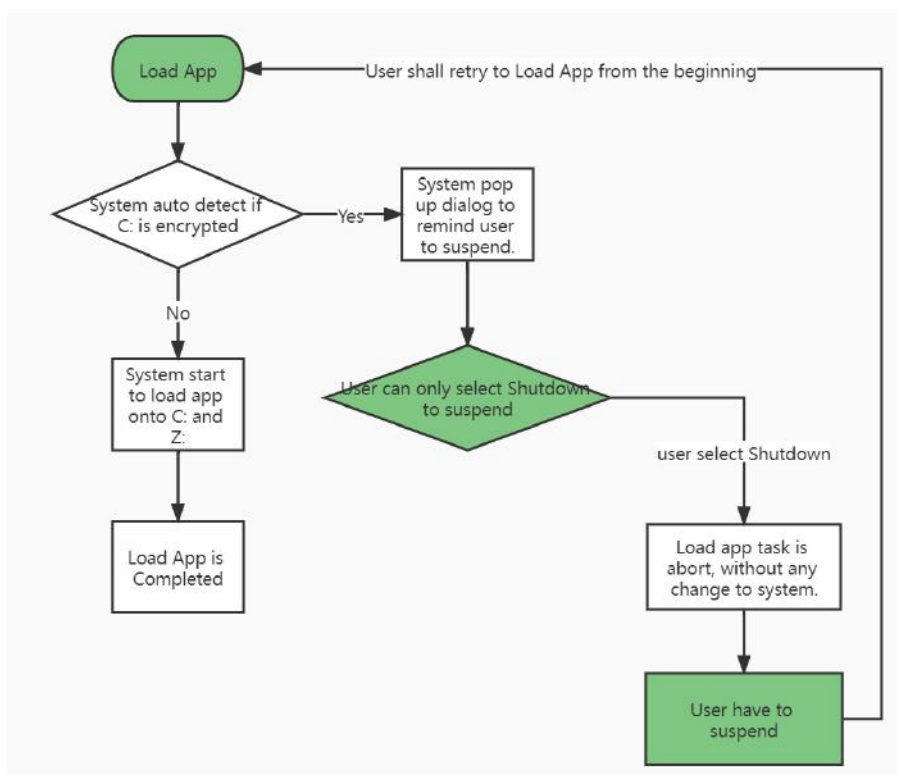 Load App
User shall retry to Load App from the beginning
System auto detect if
C: is encrypted
Yes
System pop
up dialog to
remind user
to suspend.
No
System start
to load app
onto C: and
Z:
User can only select Shutdown
to suspend
user select Shutdown
Load App is
Completed
Load app task is
abort, without any
change to system.
User have to
suspend